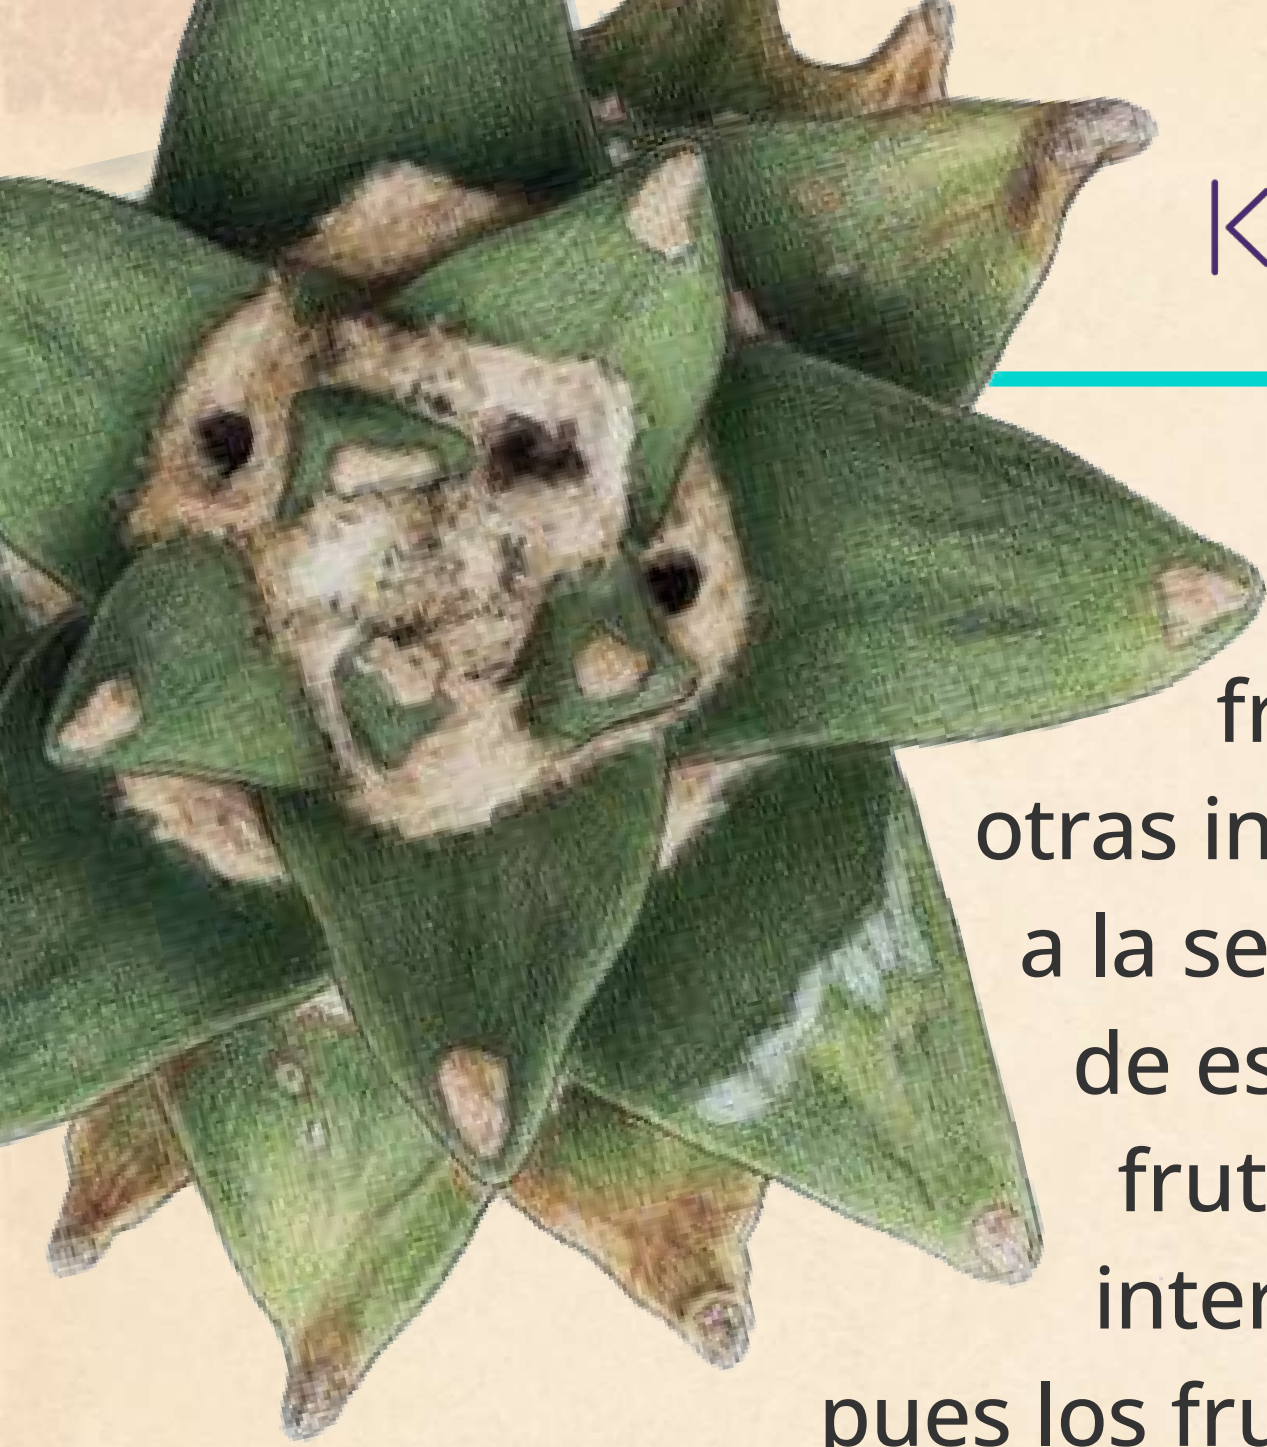 K
fr
otras in
a la se
de es
frut
inter
pues los fru